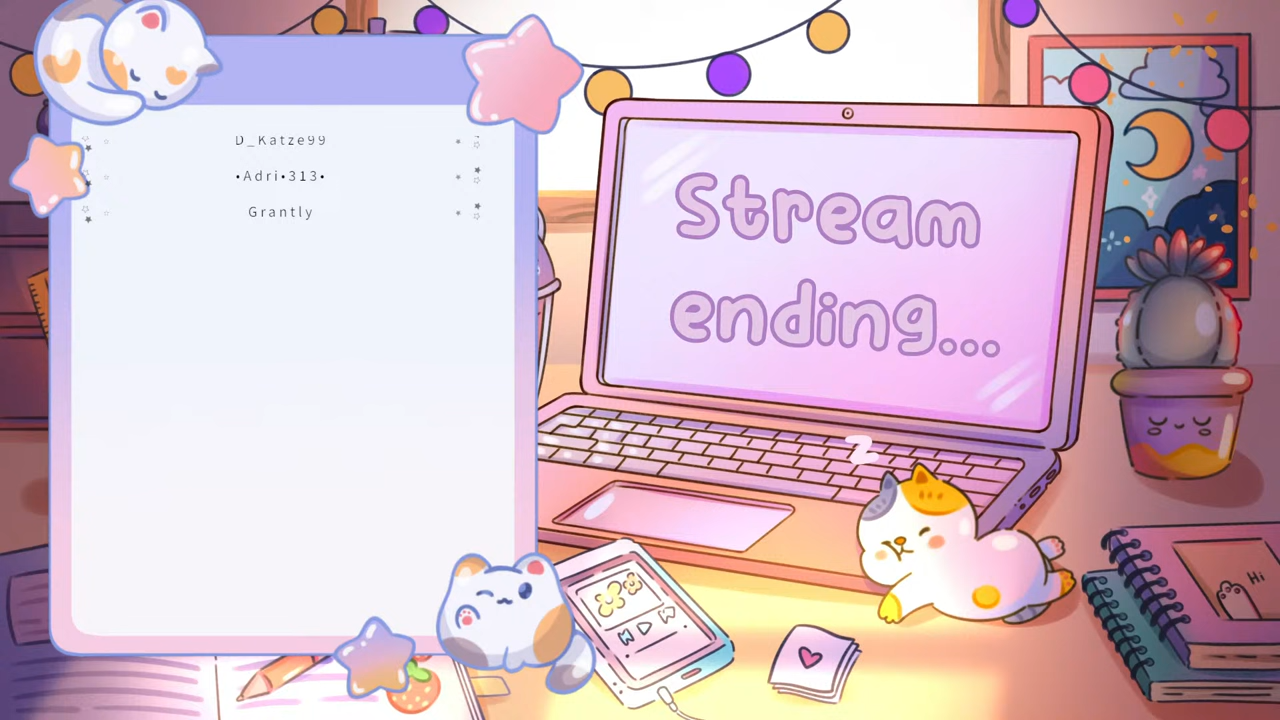 D_Katze99
•Adri•313•
Grantly
Stream
ending...
z
Hi